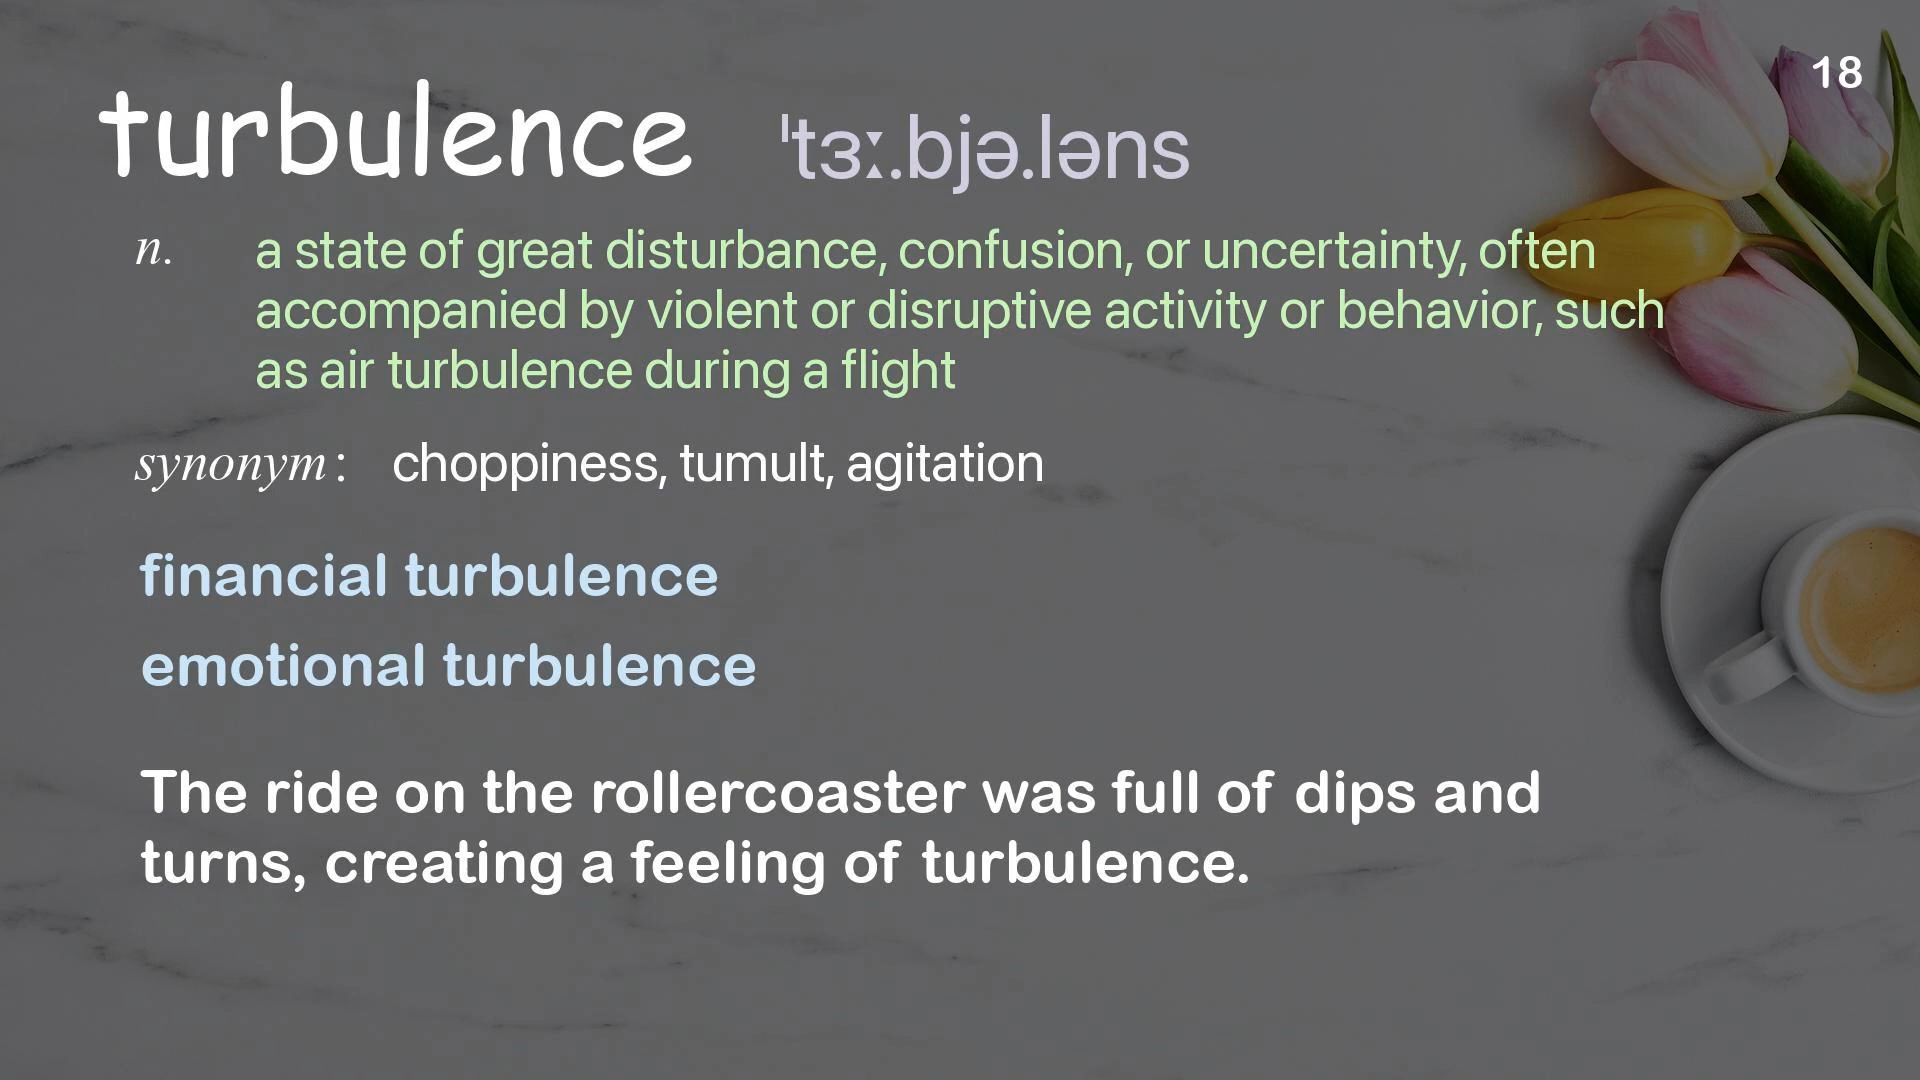 18
turbulence ˈtɜː.bjə.ləns
n. a state of great disturbance, confusion, or uncertainty, often
accompanied by violent or disruptive activity or behavior, such
as air turbulence during a flight
synonym: choppiness, tumult, agitation
financial turbulence
emotional turbulence
The ride on the rollercoaster was full of dips and
turns, creating a feeling of turbulence.